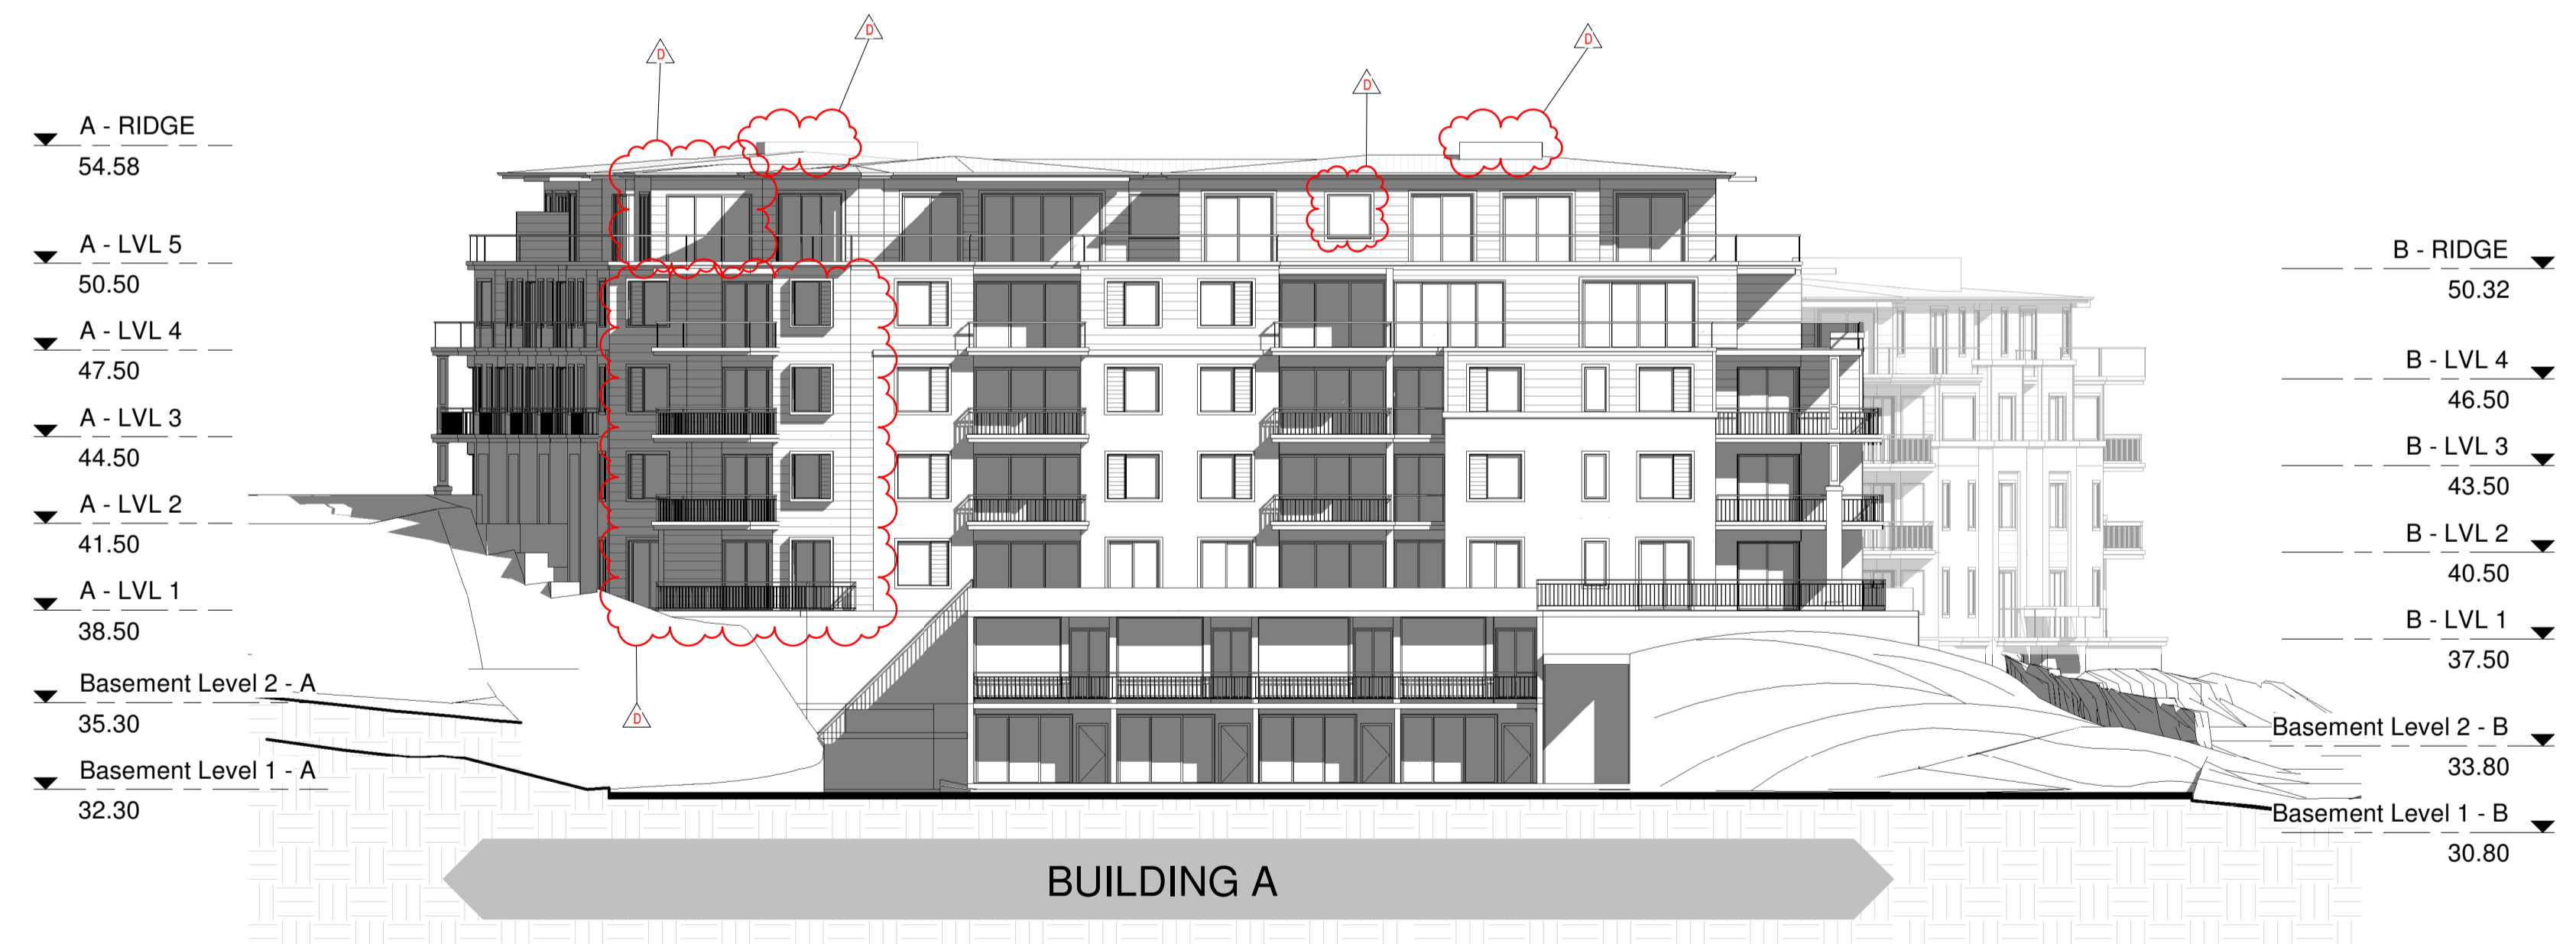 D
D
D
D
A - RIDGE
54.58
A - LVL 5
50.50
A - LVL 4
47.50
A - LVL 3
44.50
A - LVL 2
41.50
A - LVL 1
38.50
Basement Level 2 - A
35.30
Basement Level 1 - A
32.30
B - RIDGE
50.32
B - LVL 4
46.50
B - LVL 3
43.50
B - LVL 2
40.50
B - LVL 1
37.50
Basement Level 2 - B
33.80
Basement Level 1 - B
30.80
D
BUILDING A